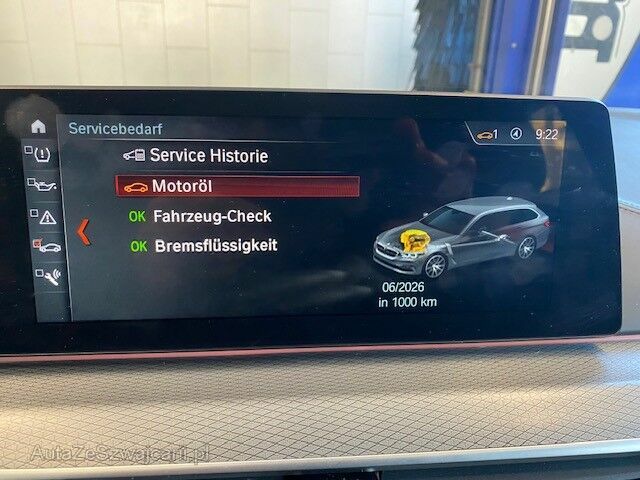 Servicebedarf
1 9:22
Service Historie
Motoröl
OK Fahrzeug-Check
OK Bremsflüssigkeit
06/2026
in 1000 km
AutaZeSzwajcarii.pl